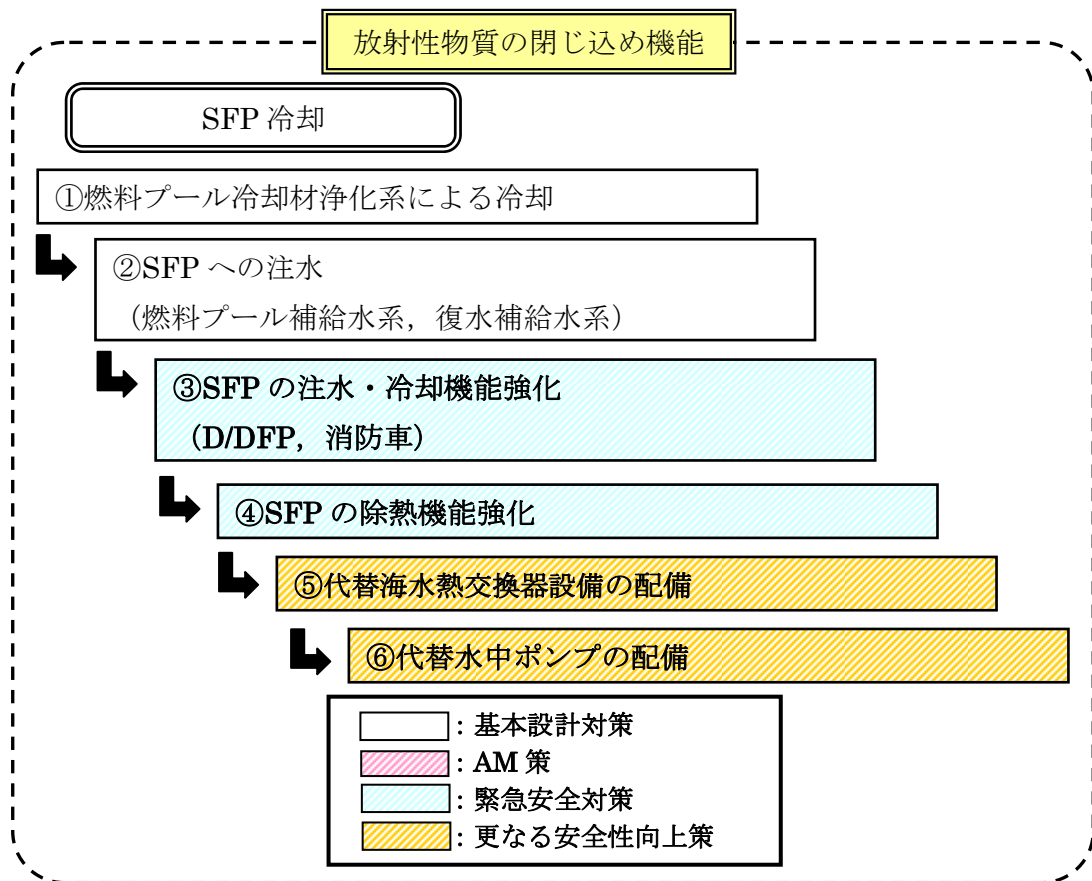 放射性物質の閉じ込め機能
SFP 冷却
①燃料プール冷却材浄化系による冷却
②SFP への注水
（燃料プール補給水系，復水補給水系）
③SFP の注水・冷却機能強化
（D/DFP，消防車）
④SFP の除熱機能強化
⑤代替海水熱交換器設備の配備
⑥代替水中ポンプの配備
：基本設計対策
：AM 策
：緊急安全対策
：更なる安全性向上策